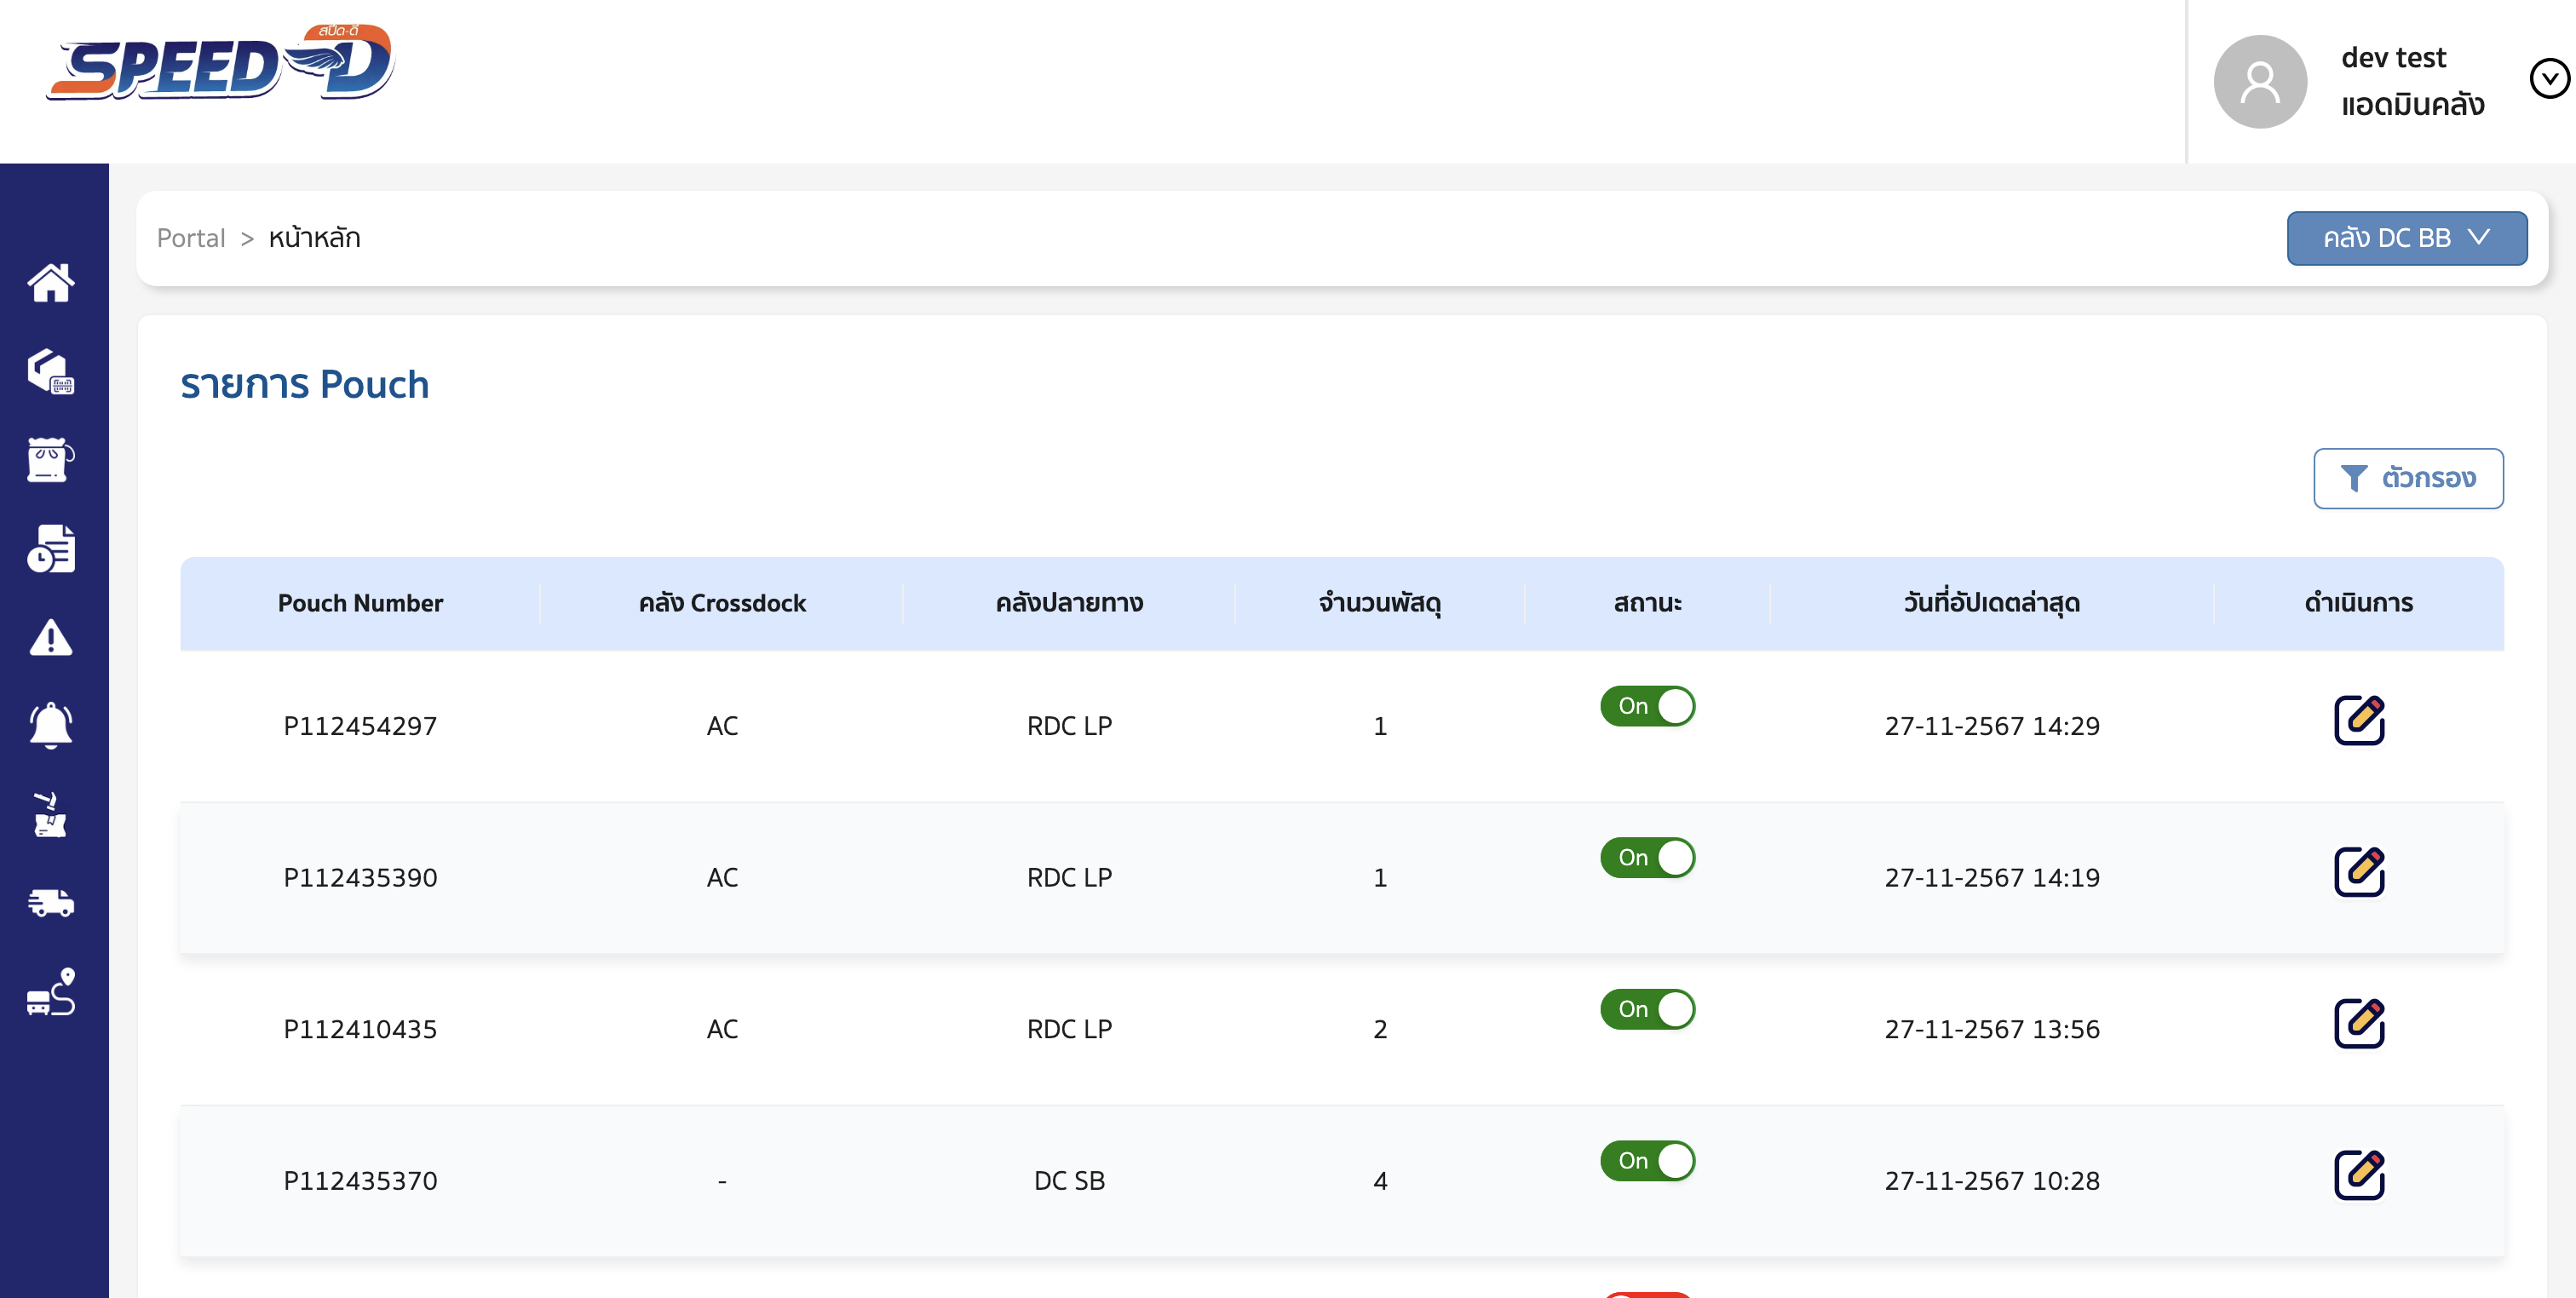 สปีด-ดี
SPEED-D
dev test
แอดมินคลัง
Portal > หน้าหลัก
คลัง DC BB
รายการ Pouch
ตัวกรอง
Pouch Number คลัง Crossdock คลังปลายทาง จำนวนพัสดุ สถานะ วันที่อัปเดตล่าสุด ดำเนินการ
P112454297 AC RDC LP 1 On 27-11-2567 14:29
P112435390 AC RDC LP 1 On 27-11-2567 14:19
P112410435 AC RDC LP 2 On 27-11-2567 13:56
P112435370 - DC SB 4 On 27-11-2567 10:28